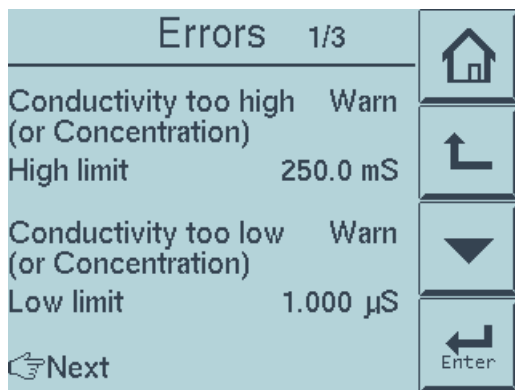 Errors 1/3
Conductivity too high Warn
(or Concentration)
High limit 250.0 mS
Conductivity too low Warn
(or Concentration)
Low limit 1.000 µS
Next
Enter